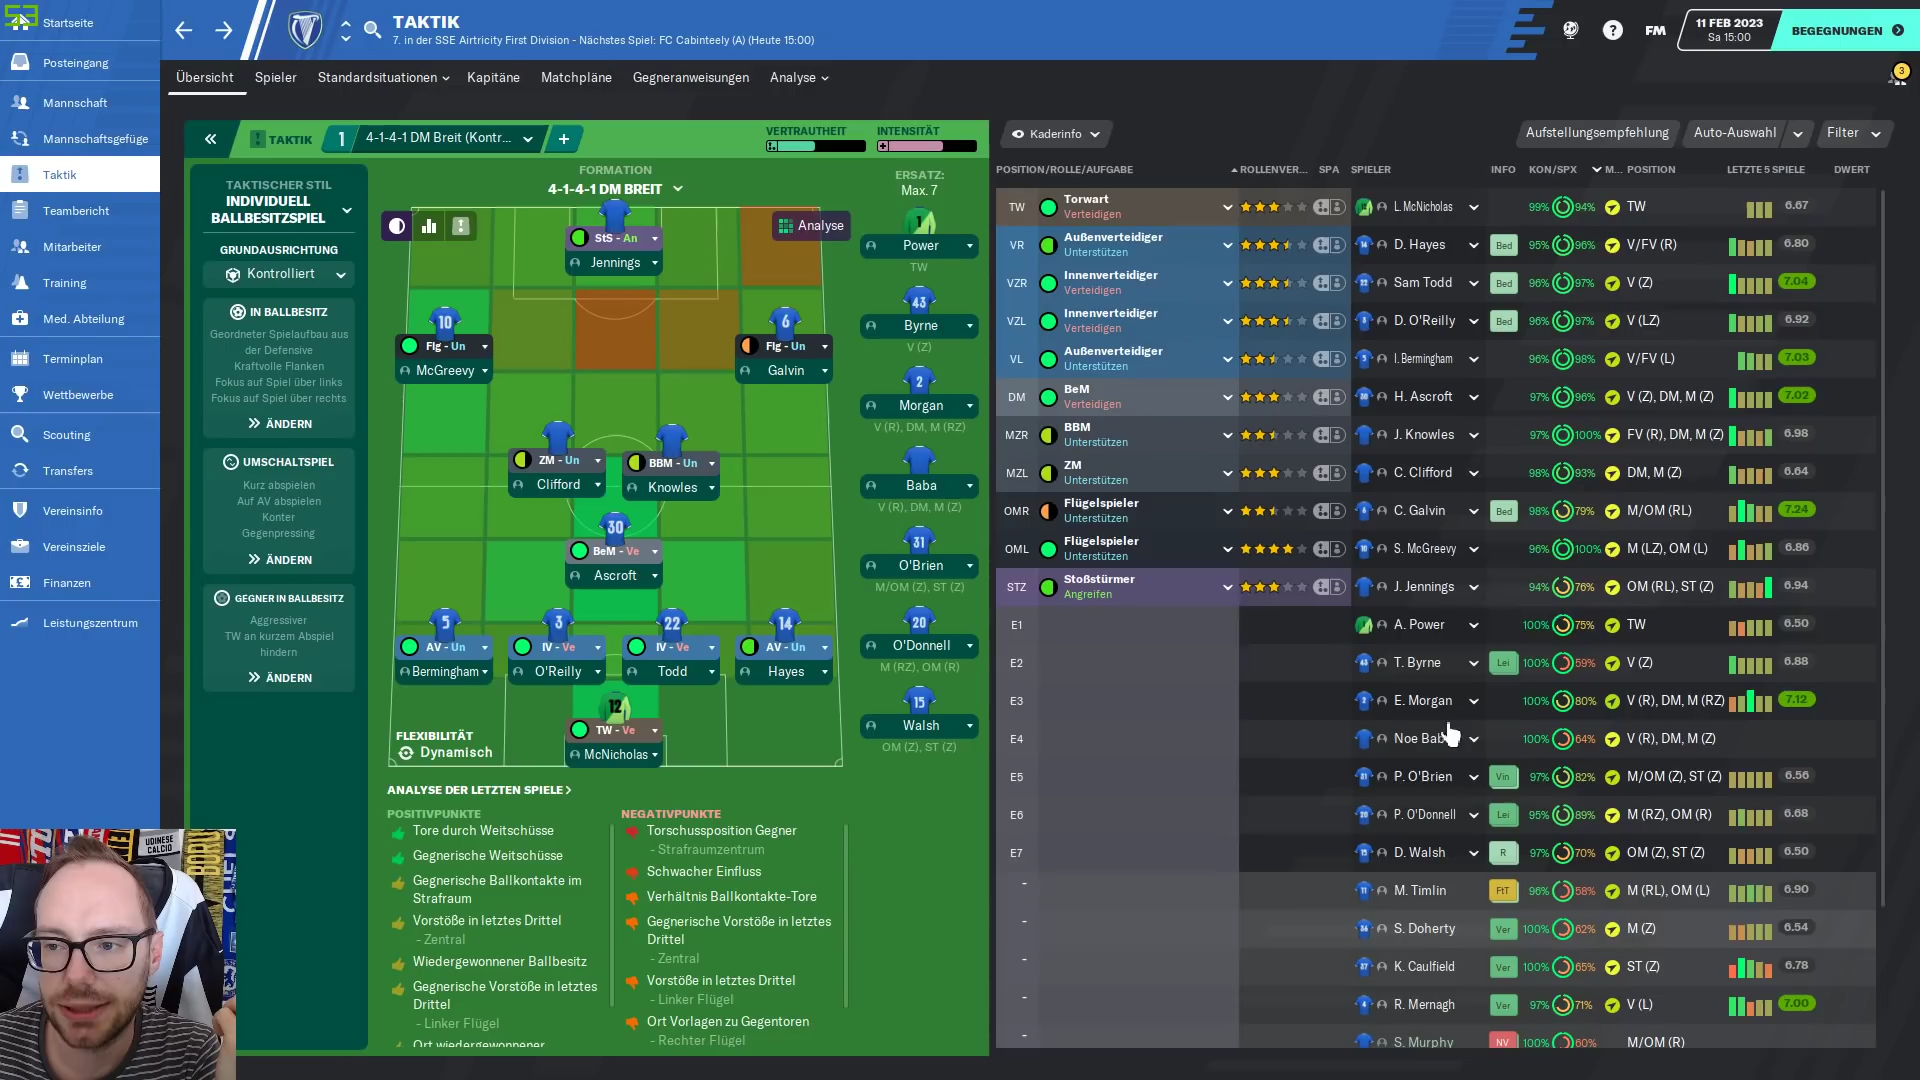 Startseite
Posteingang
Mannschaft
Mannschaftsgefüge
Taktik
Teambericht
Mitarbeiter
Training
Med. Abteilung
Terminplan
Wettbewerbe
Scouting
Transfers
Vereinsinfo
Vereinsziele
Finanzen
Leistungszentrum
TAKTIK
7. in der SSE Airtricity First Division - Nächstes Spiel: FC Cabinteely (A) (Heute 15:00)
FM
11 FEB 2023
Sa 15:00
BEGEGNUNGEN
3
Übersicht Spieler Standardsituationen Kapitäne Matchpläne Gegneranweisungen Analyse
TAKTIK 1 4-1-4-1 DM Breit (Kontr... +
VERTRAUTHEIT INTENSITÄT
TAKTISCHER STIL
INDIVIDUELL
BALLBESITZSPIEL
GRUNDAUSRICHTUNG
Kontrolliert
IN BALLBESITZ
Geordneter Spielaufbau aus
der Defensive
Kraftvolle Flanken
Fokus auf Spiel über links
Fokus auf Spiel über rechts
ÄNDERN
UMSCHALTSPIEL
Kurz abspielen
Auf AV abspielen
Konter
Gegenpressing
ÄNDERN
GEGNER IN BALLBESITZ
Aggressiver
TW an kurzem Abspiel
hindern
ÄNDERN
FORMATION
4-1-4-1 DM BREIT
Analyse
StS - An
Jennings
10
Flg - Un
McGreevy
6
Flg - Un
Galvin
ZM - Un
Clifford
BBM - Un
Knowles
30
BeM - Ve
Ascroft
5
AV - Un
Bermingham
3
IV - Ve
O'Reilly
22
IV - Ve
Todd
14
AV - Un
Hayes
12
TW - Ve
McNicholas
FLEXIBILITÄT
Dynamisch
ERSATZ:
Max. 7
1
Power
TW
43
Byrne
V (Z)
2
Morgan
V (R), DM, M (RZ)
Baba
V (R), DM, M (Z)
31
O'Brien
M/OM (Z), ST (Z)
20
O'Donnell
M (RZ), OM (R)
15
Walsh
OM (Z), ST (Z)
ANALYSE DER LETZTEN SPIELE >
POSITIVPUNKTE
Tore durch Weitschüsse
Gegnerische Weitschüsse
Gegnerische Ballkontakte im
Strafraum
Vorstöße in letztes Drittel
- Zentral
Wiedergewonnener Ballbesitz
Gegnerische Vorstöße in letztes
Drittel
- Linker Flügel
Ort wiedergewonnener
NEGATIVPUNKTE
Torschussposition Gegner
- Strafraumzentrum
Schwacher Einfluss
Verhältnis Ballkontakte-Tore
Gegnerische Vorstöße in letztes
Drittel
- Zentral
Vorstöße in letztes Drittel
- Linker Flügel
Ort Vorlagen zu Gegentoren
- Rechter Flügel
Kaderinfo Aufstellungsempfehlung Auto-Auswahl Filter
POSITION/ROLLE/AUFGABE ROLLENVER... SPA SPIELER INFO KON/SPX M... POSITION LETZTE 5 SPIELE DWERT
TW Torwart Verteidigen L. McNicholas 99% 94% TW 6.67
VR Außenverteidiger Unterstützen D. Hayes Bed 95% 96% V/FV (R) 6.80
VZR Innenverteidiger Verteidigen Sam Todd Bed 96% 97% V (Z) 7.04
VZL Innenverteidiger Verteidigen D. O'Reilly Bed 96% 97% V (LZ) 6.92
VL Außenverteidiger Unterstützen I. Bermingham 96% 98% V/FV (L) 7.03
DM BeM Verteidigen H. Ascroft 97% 96% V (Z), DM, M (Z) 7.02
MZR BBM Unterstützen J. Knowles 97% 100% FV (R), DM, M (Z) 6.98
MZL ZM Unterstützen C. Clifford 98% 93% DM, M (Z) 6.64
OMR Flügelspieler Unterstützen C. Galvin Bed 98% 79% M/OM (RL) 7.24
OML Flügelspieler Unterstützen S. McGreevy 96% 100% M (LZ), OM (L) 6.86
STZ Stoßstürmer Angreifen J. Jennings 94% 76% OM (RL), ST (Z) 6.94
E1 A. Power 100% 75% TW 6.50
E2 T. Byrne Lei 100% 59% V (Z) 6.88
E3 E. Morgan 100% 80% V (R), DM, M (RZ) 7.12
E4 Noe Bab 100% 64% V (R), DM, M (Z)
E5 P. O'Brien Vin 97% 82% M/OM (Z), ST (Z) 6.56
E6 P. O'Donnell Lei 95% 89% M (RZ), OM (R) 6.68
E7 D. Walsh R 97% 70% OM (Z), ST (Z) 6.50
- M. Timlin FtT 96% 58% M (RL), OM (L) 6.90
- S. Doherty Ver 100% 62% M (Z) 6.54
- K. Caulfield Ver 100% 65% ST (Z) 6.78
- R. Mernagh Ver 97% 71% V (L) 7.00
S. Murphy NV 100% 60% M/OM (R)
UDINESE
CALCIO